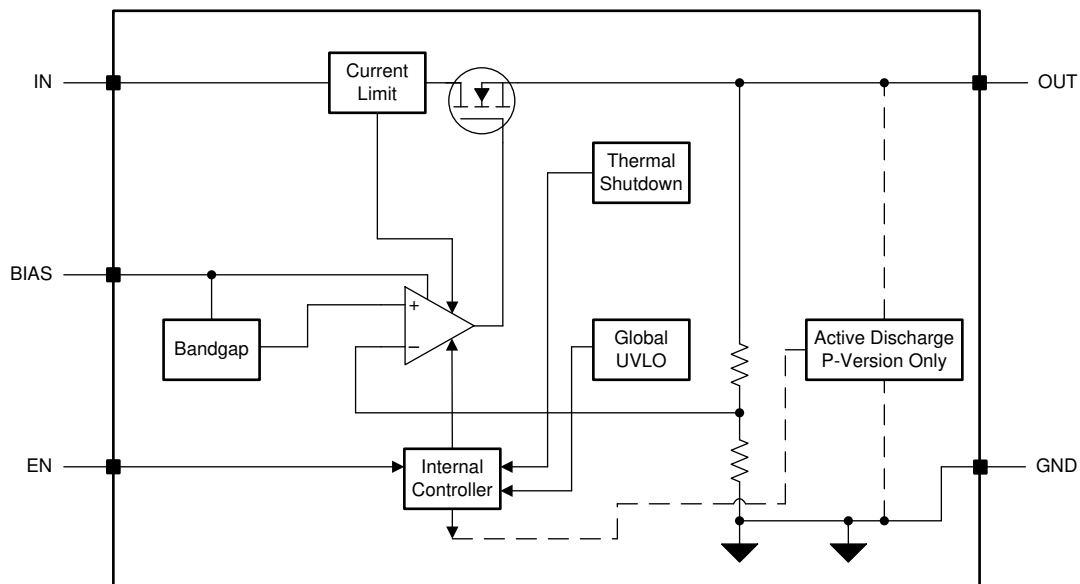 IN
Current
Limit
OUT
Thermal
Shutdown
BIAS
+
−
Bandgap
Global
UVLO
Active Discharge
P-Version Only
EN
Internal
Controller
GND